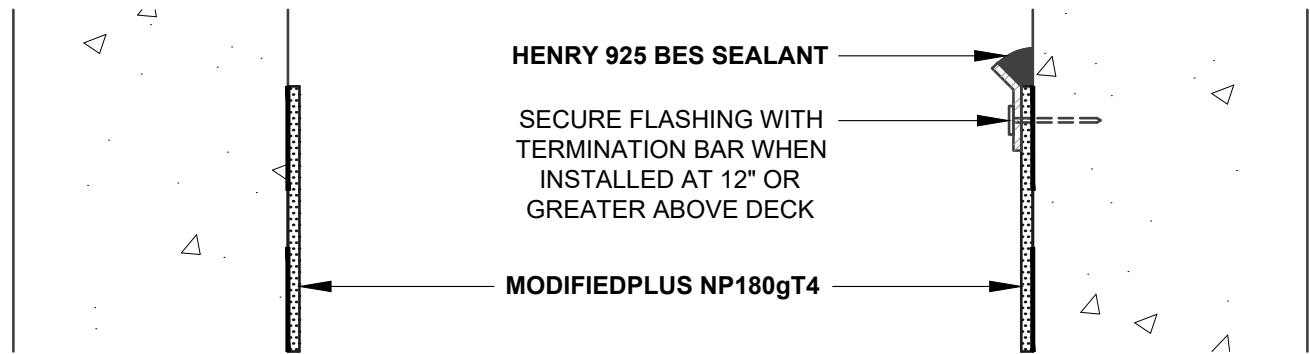 HENRY 925 BES SEALANT
SECURE FLASHING WITH
TERMINATION BAR WHEN
INSTALLED AT 12" OR
GREATER ABOVE DECK
MODIFIEDPLUS NP180gT4